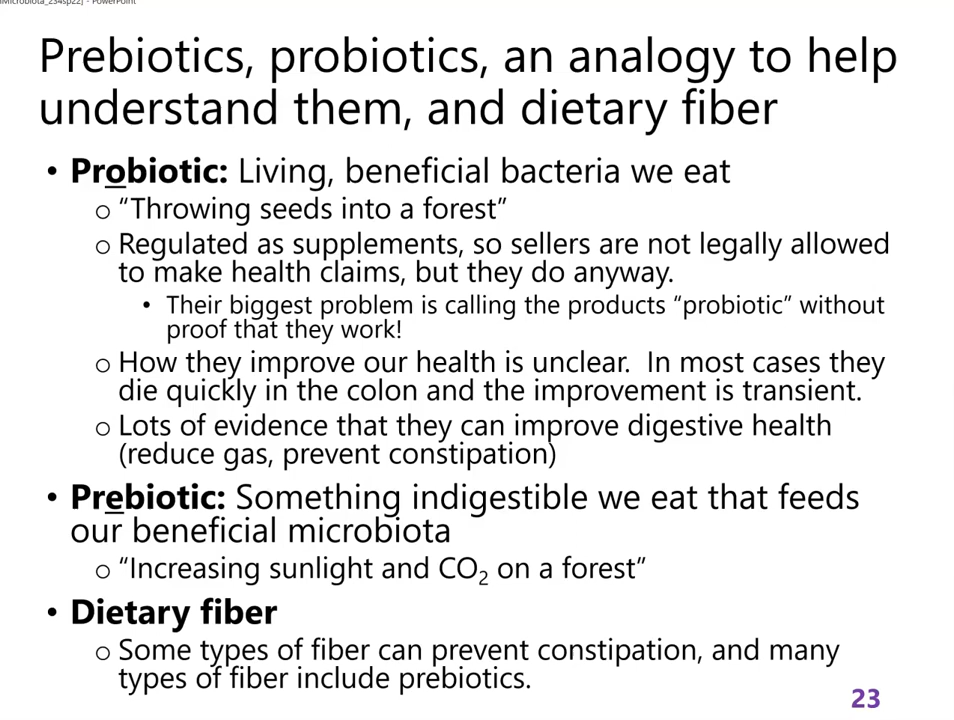 Prebiotics, probiotics, an analogy to help
understand them, and dietary fiber
• Probiotic: Living, beneficial bacteria we eat
o “Throwing seeds into a forest”
o Regulated as supplements, so sellers are not legally allowed
to make health claims, but they do anyway.
• Their biggest problem is calling the products “probiotic” without
proof that they work!
o How they improve our health is unclear. In most cases they
die quickly in the colon and the improvement is transient.
o Lots of evidence that they can improve digestive health
(reduce gas, prevent constipation)
• Prebiotic: Something indigestible we eat that feeds
our beneficial microbiota
o “Increasing sunlight and CO₂ on a forest”
• Dietary fiber
o Some types of fiber can prevent constipation, and many
types of fiber include prebiotics.
23